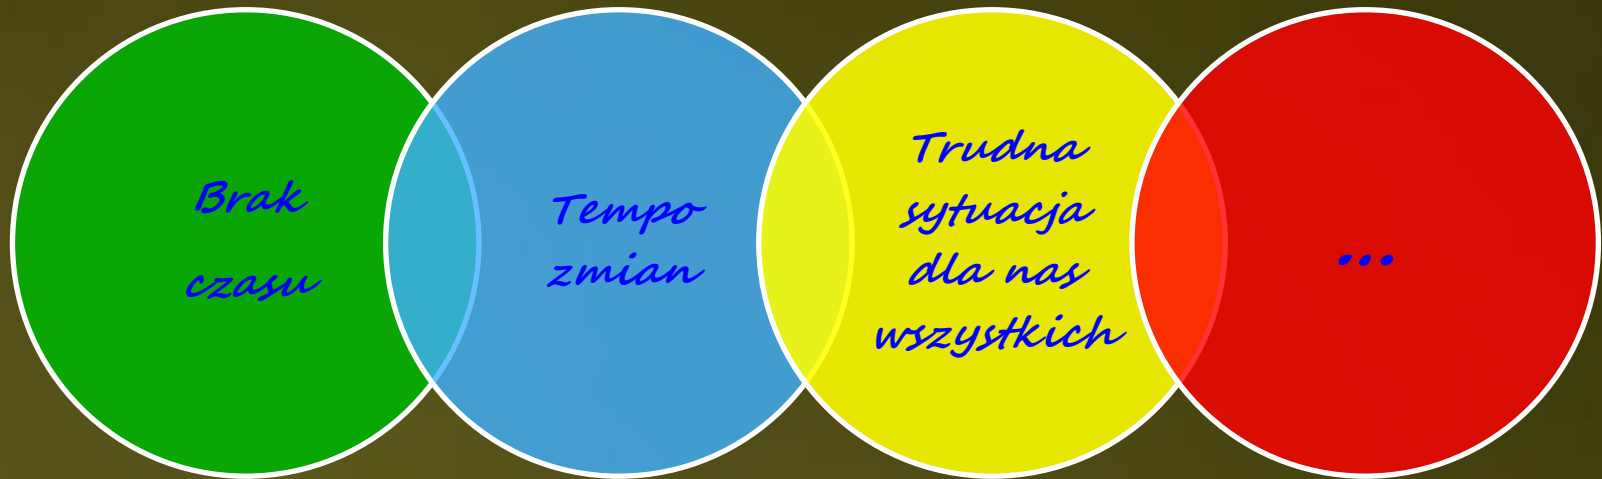 Brak
czasu
Tempo
zmian
Trudna
sytuacja
dla nas
wszystkich
...